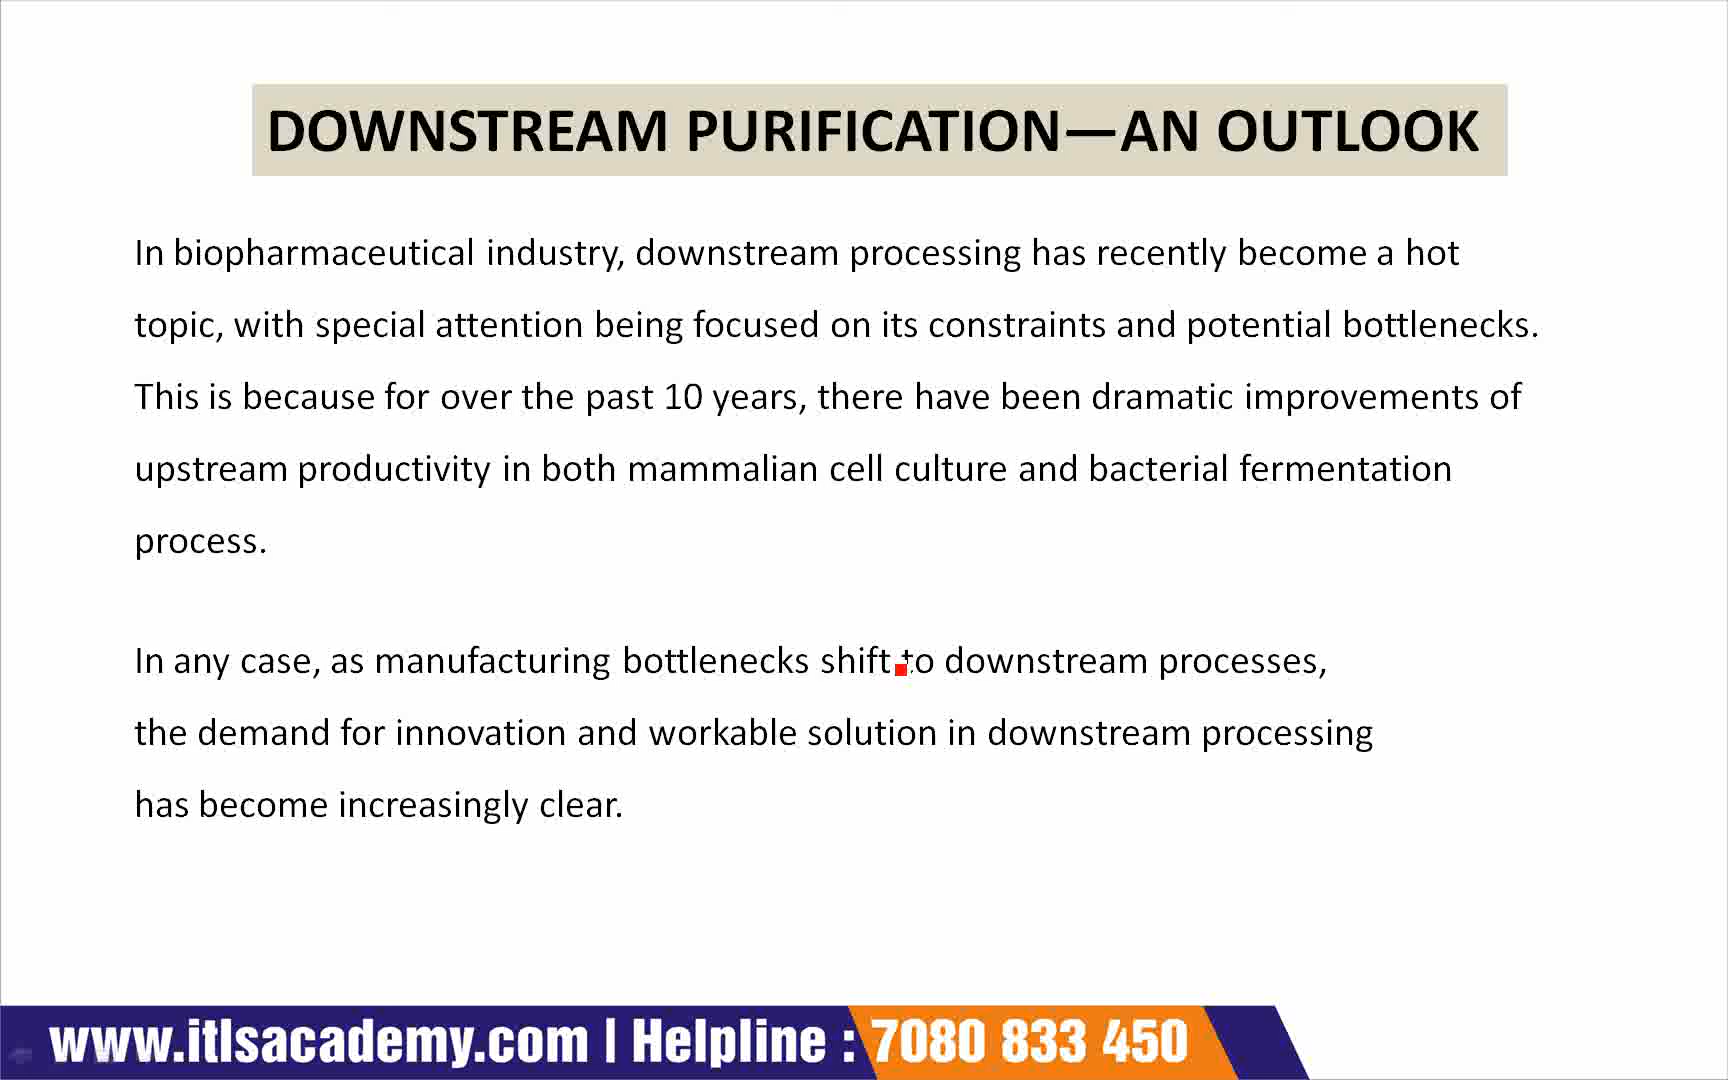 DOWNSTREAM PURIFICATION—AN OUTLOOK
In biopharmaceutical industry, downstream processing has recently become a hot
topic, with special attention being focused on its constraints and potential bottlenecks.
This is because for over the past 10 years, there have been dramatic improvements of
upstream productivity in both mammalian cell culture and bacterial fermentation
process.
In any case, as manufacturing bottlenecks shift to downstream processes,
the demand for innovation and workable solution in downstream processing
has become increasingly clear.
www.itlsacademy.com | Helpline : 7080 833 450